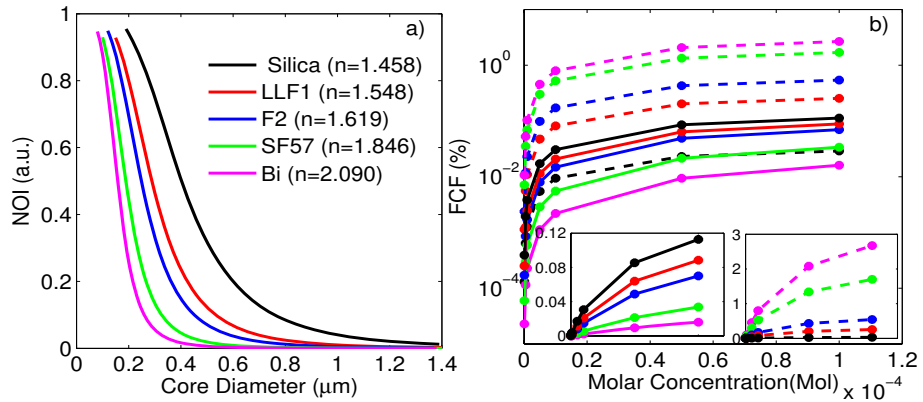 a)
1
0.8
0.6
0.4
0.2
0
NOI (a.u.)
Silica (n=1.458)
LLF1 (n=1.548)
F2 (n=1.619)
SF57 (n=1.846)
Bi (n=2.090)
0 0.2 0.4 0.6 0.8 1 1.2 1.4
Core Diameter (μm)
b)
10^0
10^-2
10^-4
FCF (%)
0.12
0.08
0.04
0
3
2
1
0
0.2 0.4 0.6 0.8 1 1.2
Molar Concentration(Mol) x 10^-4